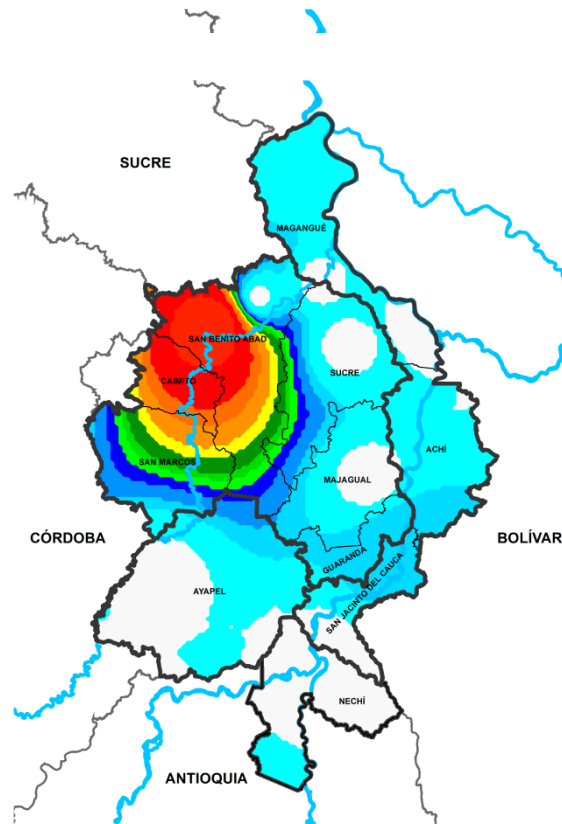 SUCRE
MAGANGUÉ
SAN BENITO ABAD
SUCRE
CAIMITO
ACHÍ
SAN MARCOS
MAJAGUAL
CÓRDOBA
BOLÍVAR
GUARANDA
SAN JACINTO DEL CAUCA
AYAPEL
NECHÍ
ANTIOQUIA